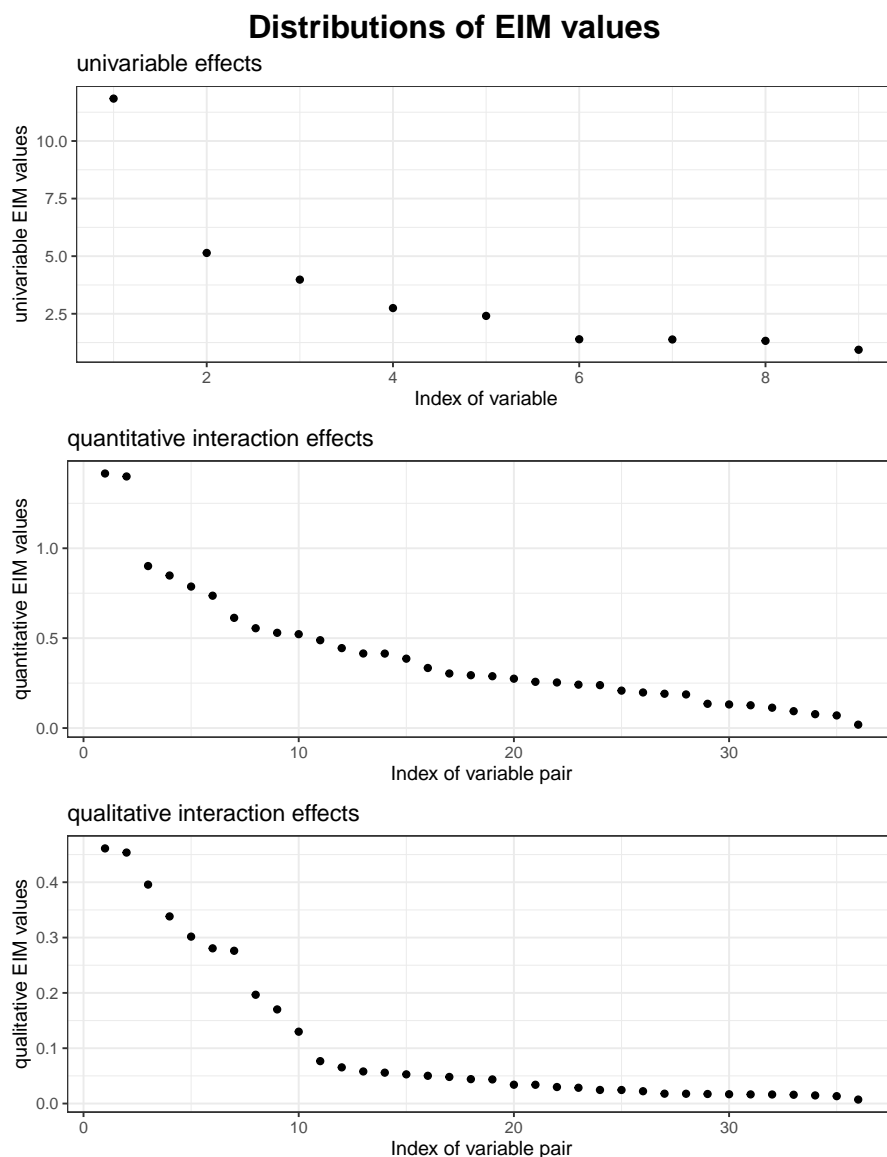 Distributions of EIM values
univariable effects
univariable EIM values
10.0
7.5
5.0
2.5
2 4 6 8
Index of variable
quantitative interaction effects
quantitative EIM values
1.0
0.5
0.0
0 10 20 30
Index of variable pair
qualitative interaction effects
qualitative EIM values
0.4
0.3
0.2
0.1
0.0
0 10 20 30
Index of variable pair